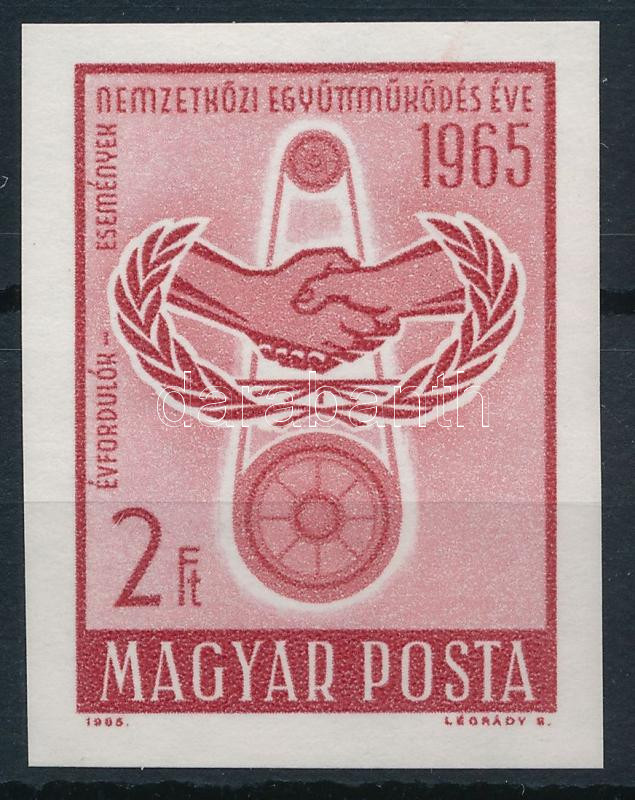 NEMZETKÖZI EGYÜTTMŰKÖDÉS ÉVE
1965
ÉVFORDULÓK – ESEMÉNYEK
darabanth
2 Ft
MAGYAR POSTA
1965. LÉGRÁDY S.